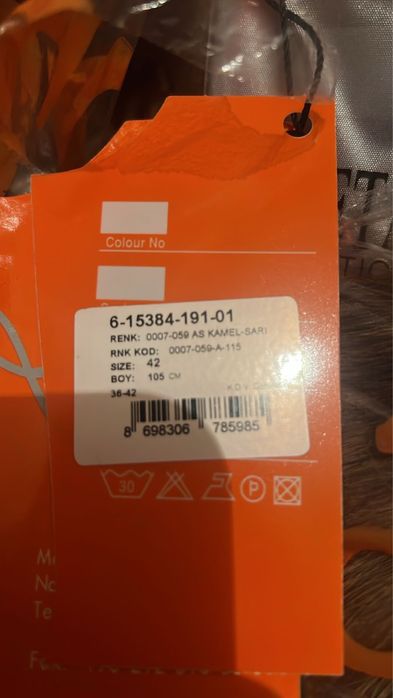 Colour No
6-15384-191-01
RENK: 0007-059 AS KAMEL-SARI
RNK KOD: 0007-059-A-115
SIZE: 42
BOY: 105 CM
36-42
8 698306 785985
30
P